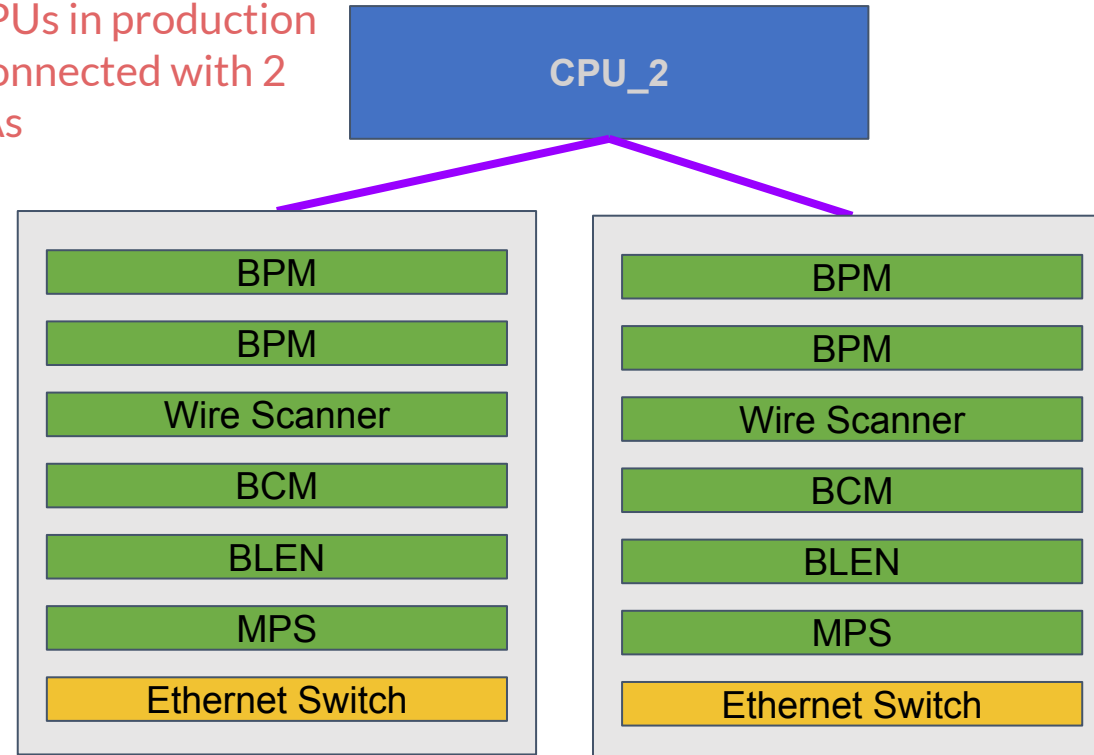 PUs in production
onnected with 2
As
CPU_2
BPM
BPM
Wire Scanner
BCM
BLEN
MPS
Ethernet Switch
BPM
BPM
Wire Scanner
BCM
BLEN
MPS
Ethernet Switch